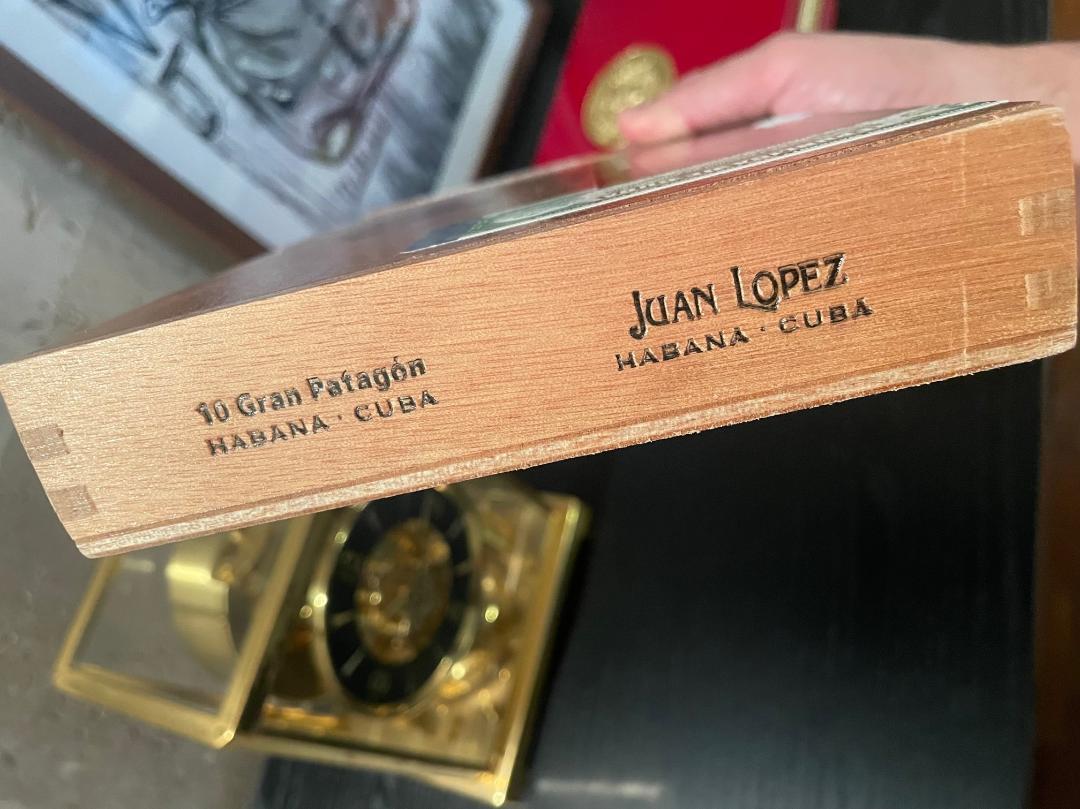 10 Gran Patagón
HABANA · CUBA
JUAN LOPEZ
HABANA · CUBA